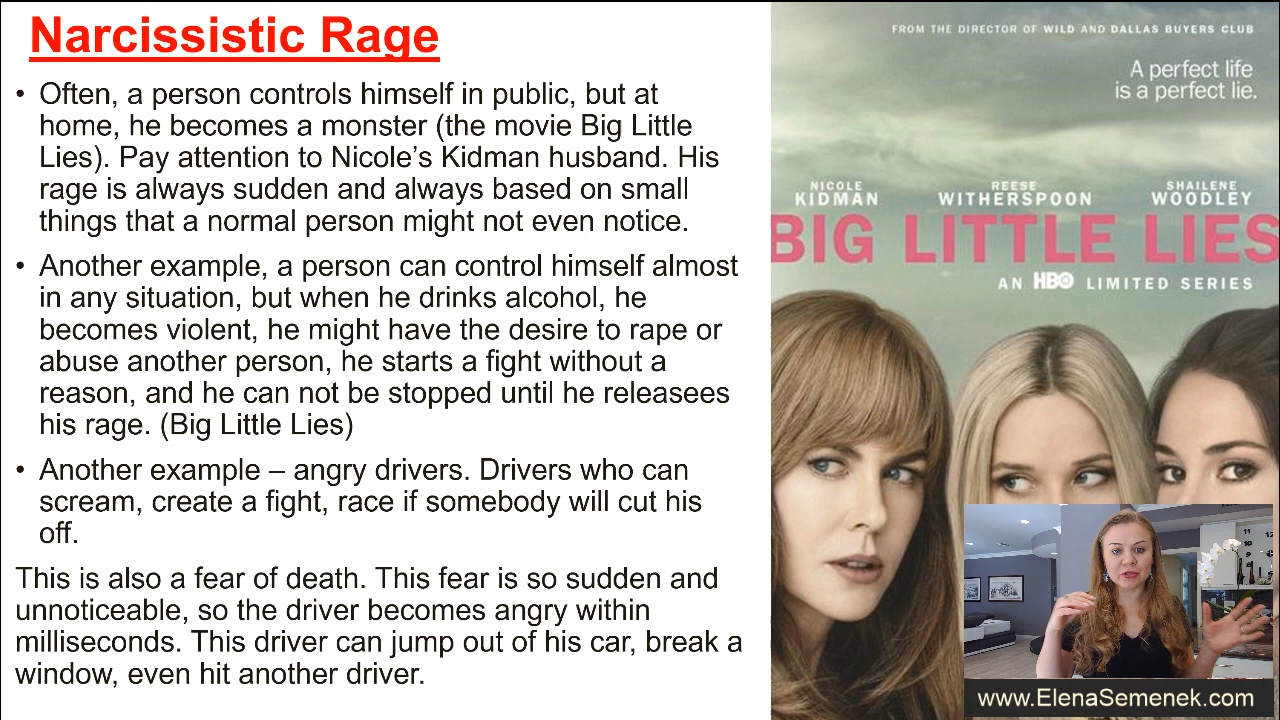 Narcissistic Rage
• Often, a person controls himself in public, but at
home, he becomes a monster (the movie Big Little
Lies). Pay attention to Nicole's Kidman husband. His
rage is always sudden and always based on small
things that a normal person might not even notice.
• Another example, a person can control himself almost
in any situation, but when he drinks alcohol, he
becomes violent, he might have the desire to rape or
abuse another person, he starts a fight without a
reason, and he can not be stopped until he releasees
his rage. (Big Little Lies)
• Another example – angry drivers. Drivers who can
scream, create a fight, race if somebody will cut his
off.
This is also a fear of death. This fear is so sudden and
unnoticeable, so the driver becomes angry within
milliseconds. This driver can jump out of his car, break a
window, even hit another driver.
FROM THE DIRECTOR OF WILD AND DALLAS BUYERS CLUB
A perfect life
is a perfect lie.
NICOLE
KIDMAN
REESE
WITHERSPOON
SHAILENE
WOODLEY
BIG LITTLE LIES
AN HBO LIMITED SERIES
www.ElenaSemenek.com